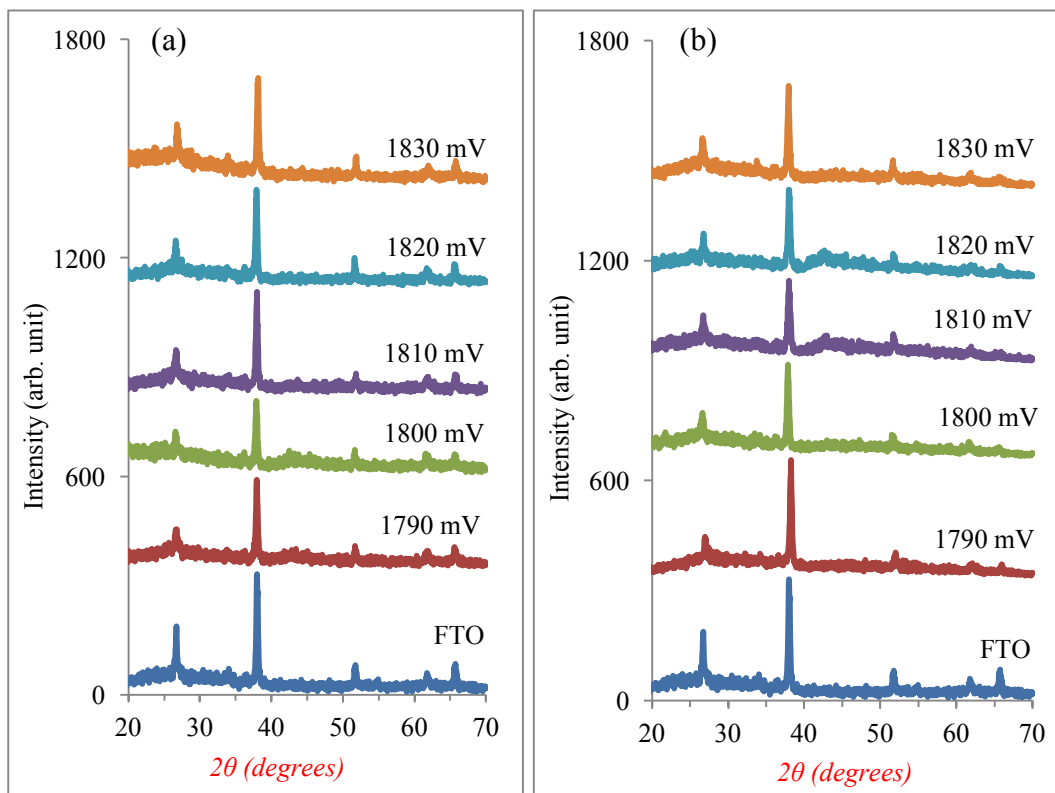 (a)
1800
1200
600
0
Intensity (arb. unit)
1830 mV
1820 mV
1810 mV
1800 mV
1790 mV
FTO
20 30 40 50 60 70
2θ (degrees)
(b)
1800
1200
600
0
Intensity (arb. unit)
1830 mV
1820 mV
1810 mV
1800 mV
1790 mV
FTO
20 30 40 50 60 70
2θ (degrees)